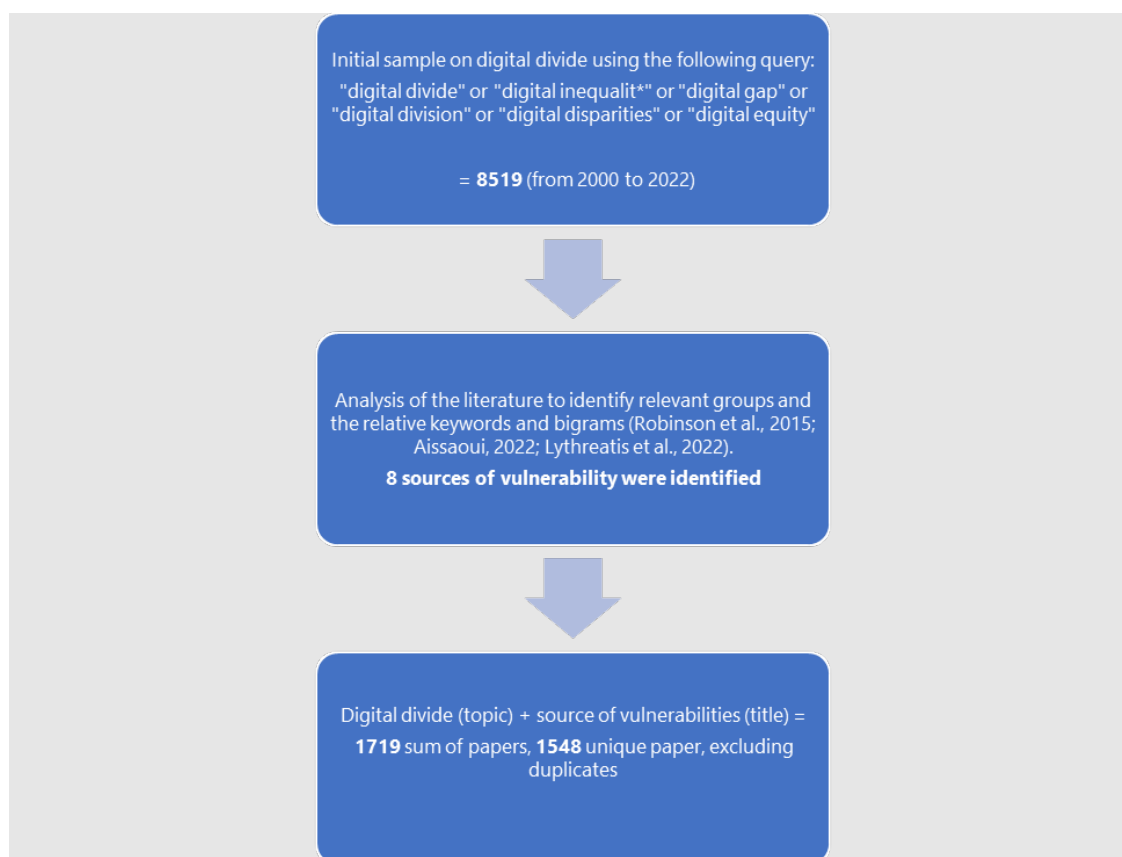 Initial sample on digital divide using the following query:
"digital divide" or "digital inequalit*" or "digital gap" or
"digital division" or "digital disparities" or "digital equity"
= 8519 (from 2000 to 2022)
Analysis of the literature to identify relevant groups and
the relative keywords and bigrams (Robinson et al., 2015;
Aissaoui, 2022; Lythreatis et al., 2022).
8 sources of vulnerability were identified
Digital divide (topic) + source of vulnerabilities (title) =
1719 sum of papers, 1548 unique paper, excluding
duplicates